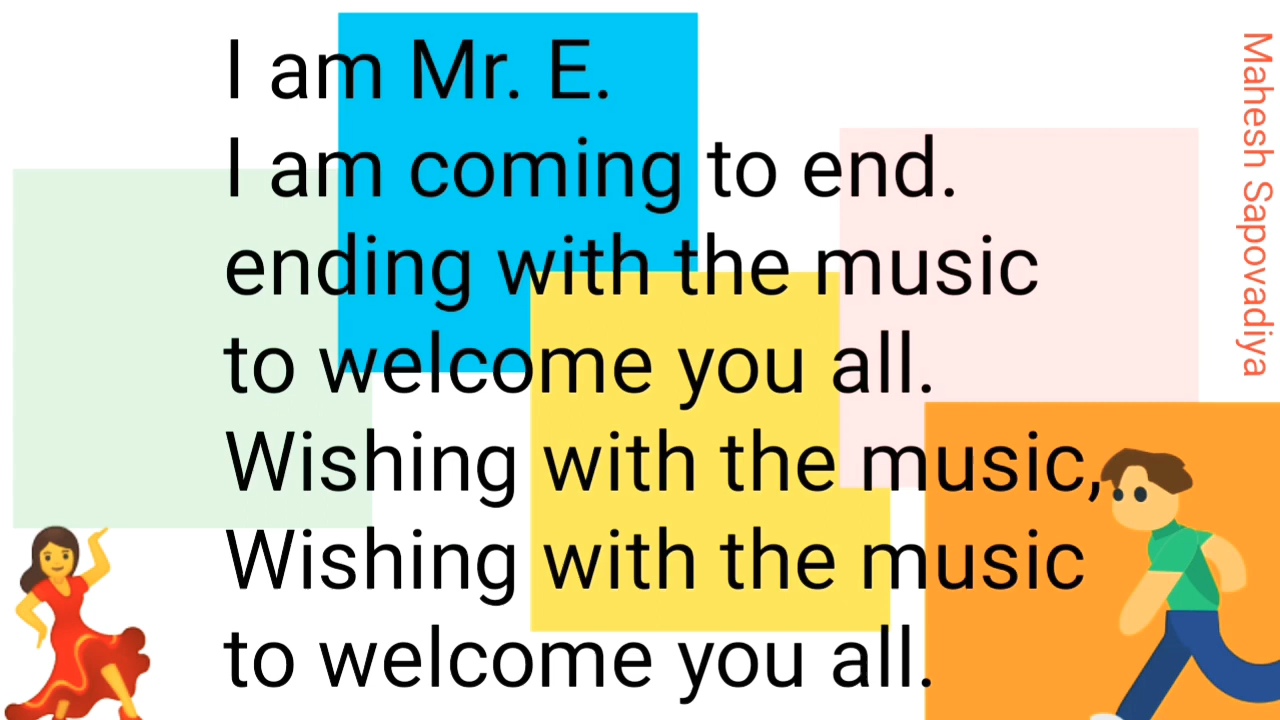 I am Mr. E.
I am coming to end.
ending with the music
to welcome you all.
Wishing with the music,
Wishing with the music
to welcome you all.
Mahesh Sapovadiya